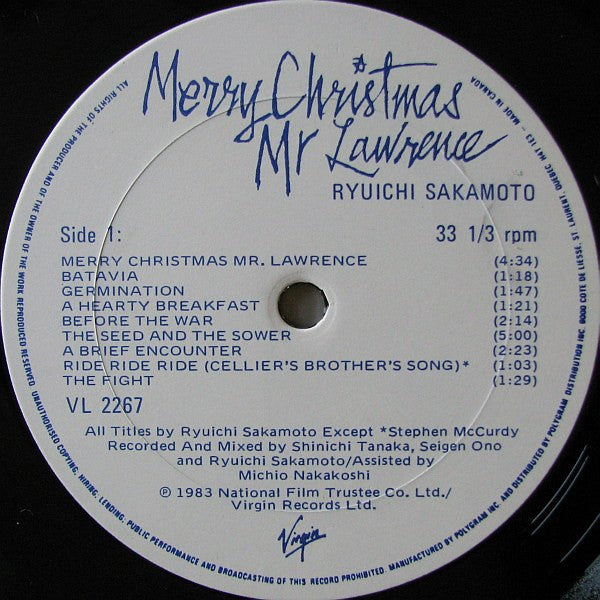 Merry Christmas
Mr Lawrence
RYUICHI SAKAMOTO
Side 1:
33 1/3 rpm
MERRY CHRISTMAS MR. LAWRENCE (4:34)
BATAVIA (1:18)
GERMINATION (1:47)
A HEARTY BREAKFAST (1:21)
BEFORE THE WAR (2:14)
THE SEED AND THE SOWER (5:00)
A BRIEF ENCOUNTER (2:23)
RIDE RIDE RIDE (CELLIER'S BROTHER'S SONG)* (1:03)
THE FIGHT (1:29)
VL 2267
All Titles by Ryuichi Sakamoto Except *Stephen McCurdy
Recorded And Mixed by Shinichi Tanaka, Seigen Ono
and Ryuichi Sakamoto/Assisted by
Michio Nakakoshi
℗ 1983 National Film Trustee Co. Ltd./
Virgin Records Ltd.
Virgin
ALL RIGHTS OF THE PRODUCER AND OF THE OWNER OF THE WORK REPRODUCED RESERVED. UNAUTHORISED COPYING, HIRING, LENDING, PUBLIC PERFORMANCE AND BROADCASTING OF THIS RECORD PROHIBITED. MANUFACTURED BY POLYGRAM INC. AND DISTRIBUTED BY POLYGRAM DISTRIBUTION INC. 6000 COTE DE LIESSE, ST. LAURENT, QUEBEC H4T 1E3 - MADE IN CANADA